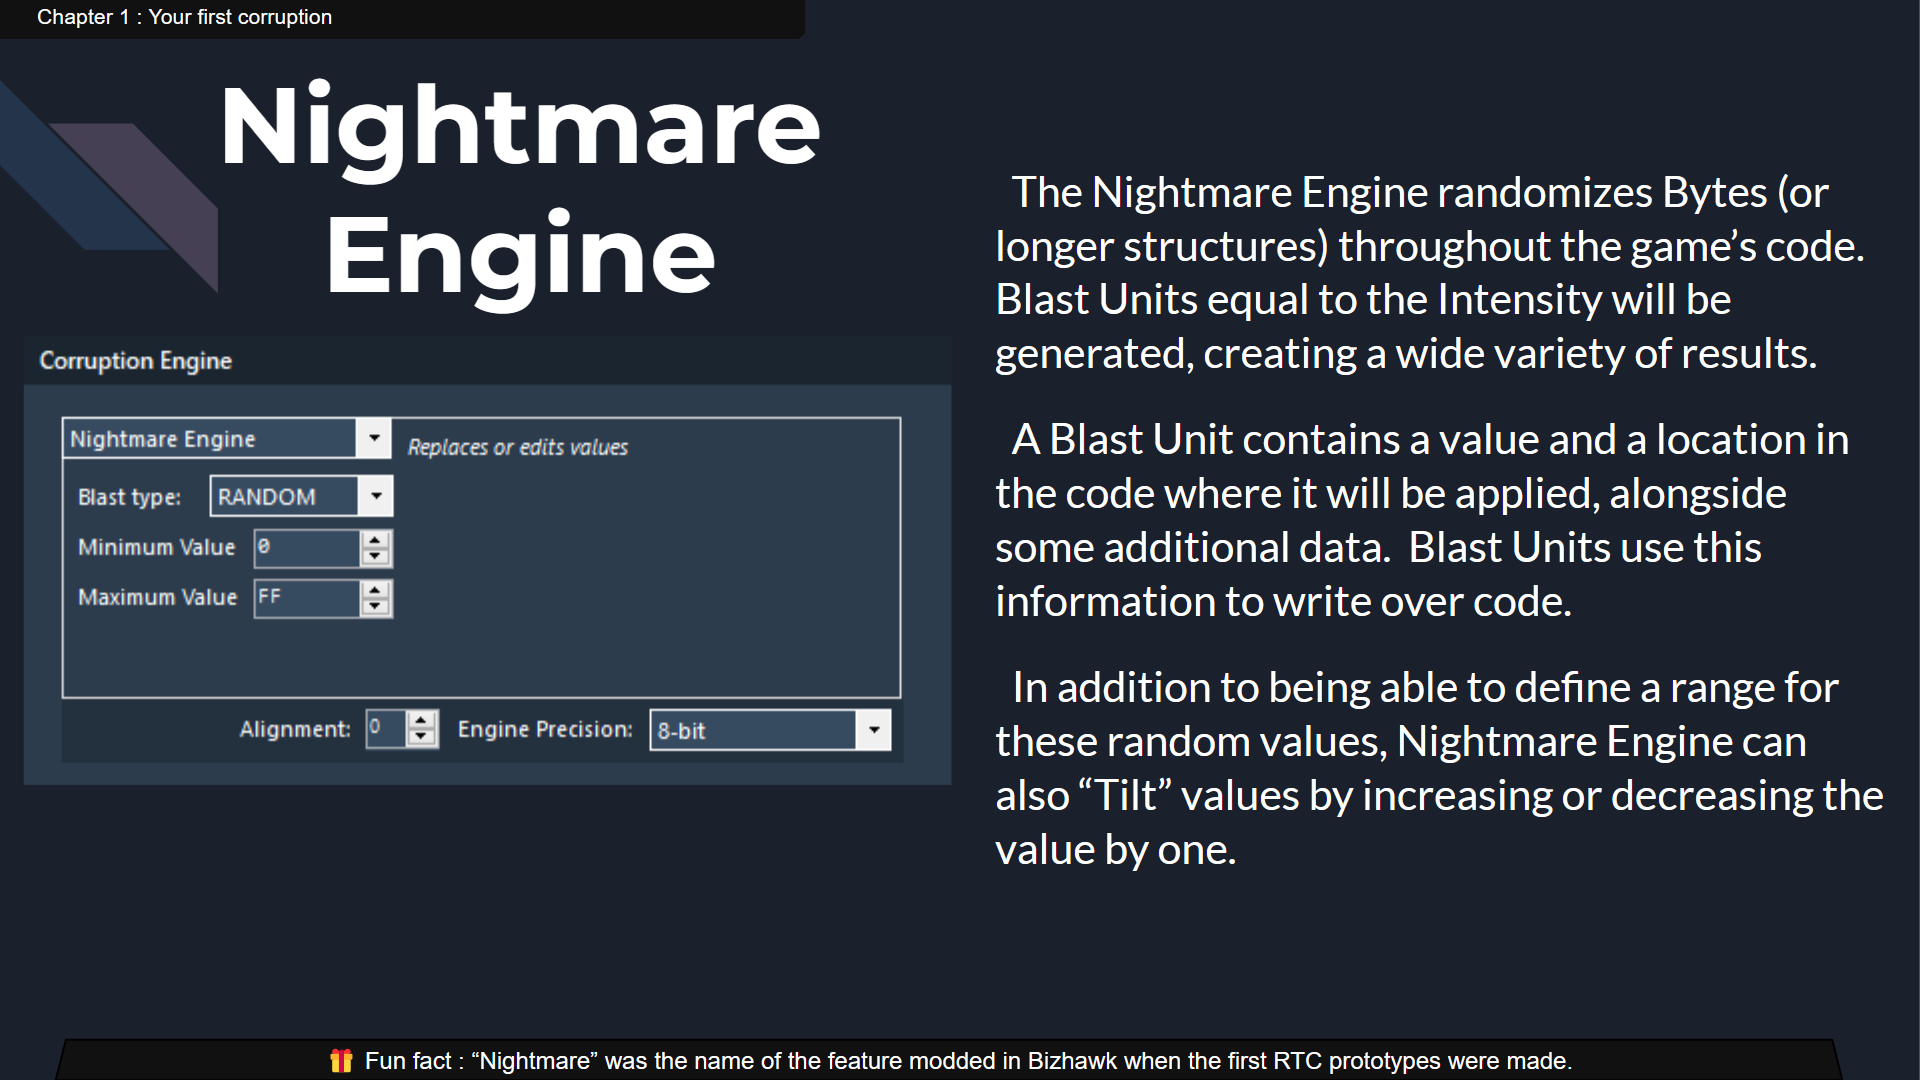 Chapter 1 : Your first corruption
Nightmare
Engine
Corruption Engine
Nightmare Engine
Replaces or edits values
Blast type: RANDOM
Minimum Value 0
Maximum Value FF
Alignment: 0 Engine Precision: 8-bit
The Nightmare Engine randomizes Bytes (or
longer structures) throughout the game’s code.
Blast Units equal to the Intensity will be
generated, creating a wide variety of results.
A Blast Unit contains a value and a location in
the code where it will be applied, alongside
some additional data.  Blast Units use this
information to write over code.
In addition to being able to define a range for
these random values, Nightmare Engine can
also “Tilt” values by increasing or decreasing the
value by one.
Fun fact : “Nightmare” was the name of the feature modded in Bizhawk when the first RTC prototypes were made.